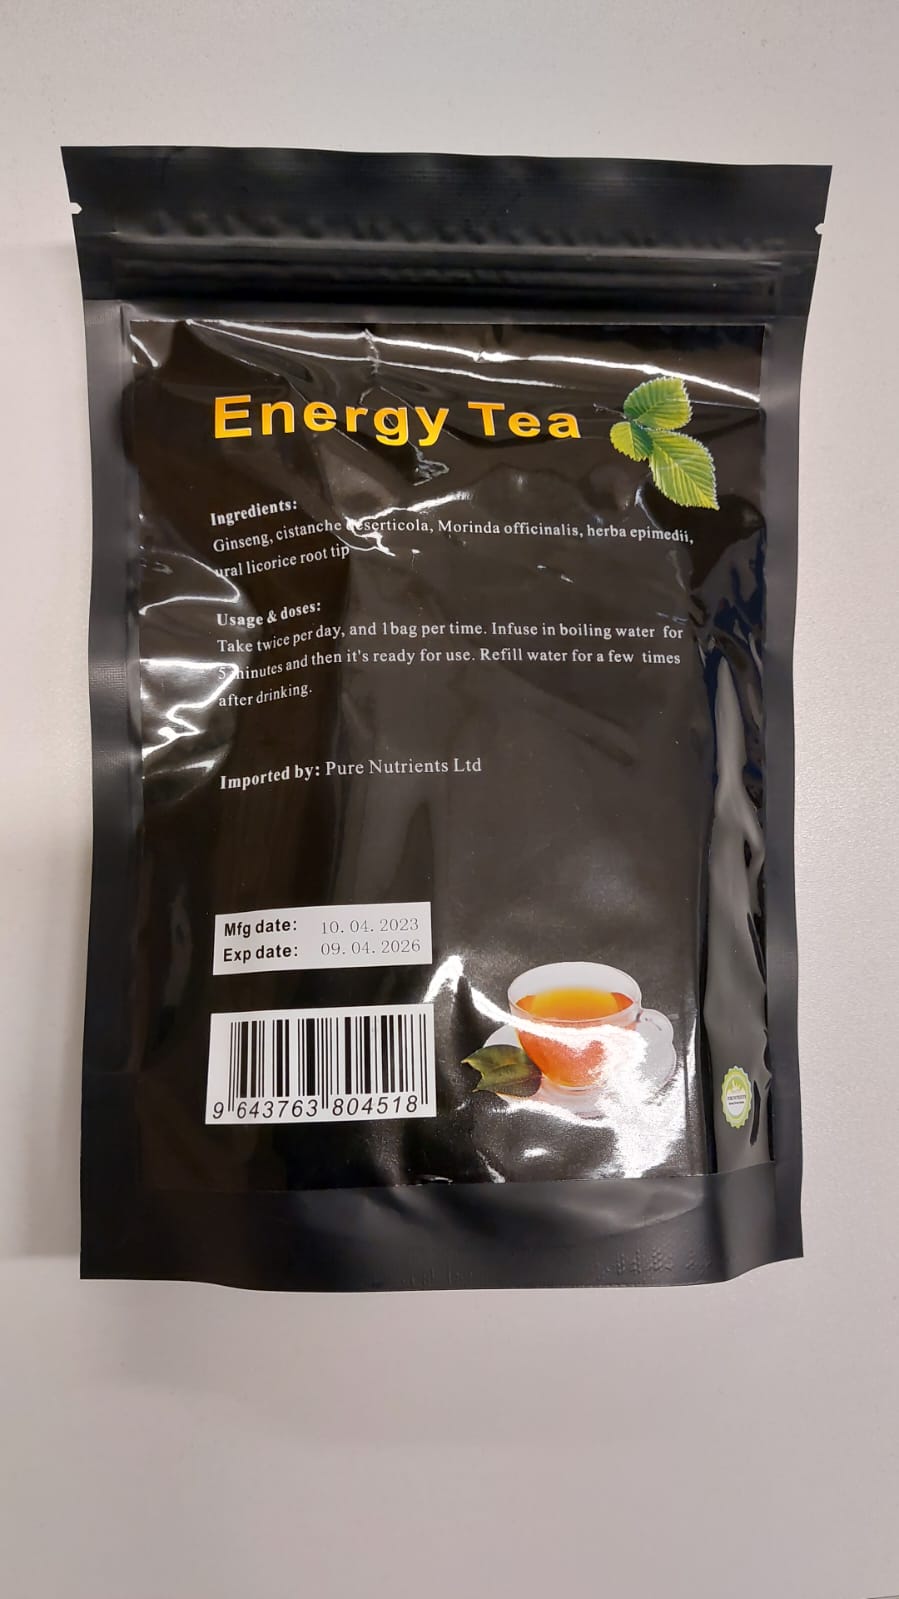 Energy Tea
Ingredients:
Ginseng, cistanche deserticola, Morinda officinalis, herba epimedii,
ural licorice root tip
Usage & doses:
Take twice per day, and 1bag per time. Infuse in boiling water for
5 minutes and then it's ready for use. Refill water for a few times
after drinking.
Imported by: Pure Nutrients Ltd
Mfg date: 10. 04. 2023
Exp date: 09. 04. 2026
9 643763 804518